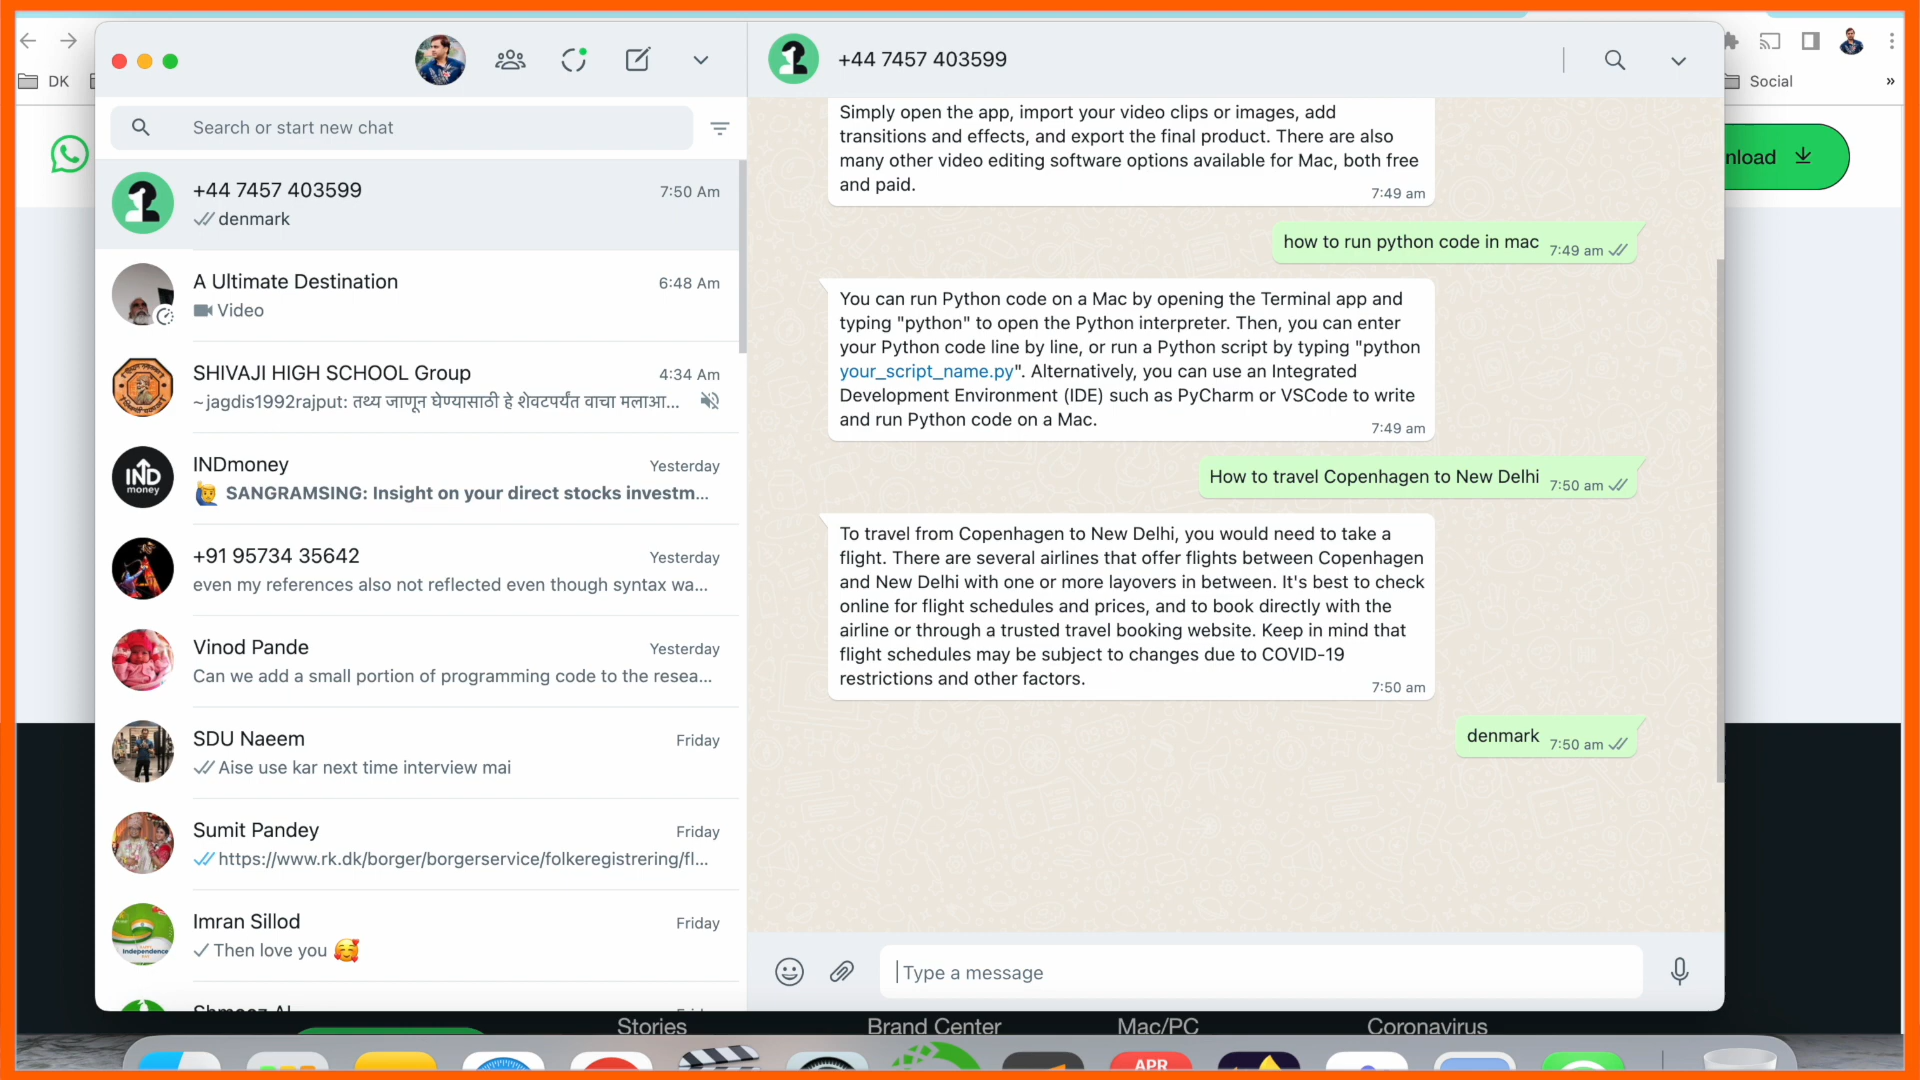 DK
Social
»
nload
Search or start new chat
+44 7457 403599
7:50 Am
denmark
A Ultimate Destination
6:48 Am
Video
SHIVAJI HIGH SCHOOL Group
4:34 Am
~jagdis1992rajput: तथ्य जाणून घेण्यासाठी हे शेवटपर्यंत वाचा मलाआ...
IND
money
INDmoney
Yesterday
SANGRAMSING: Insight on your direct stocks investm...
+91 95734 35642
Yesterday
even my references also not reflected even though syntax wa...
Vinod Pande
Yesterday
Can we add a small portion of programming code to the resea...
SDU Naeem
Friday
Aise use kar next time interview mai
Sumit Pandey
Friday
https://www.rk.dk/borger/borgerservice/folkeregistrering/fl...
Independence
Imran Sillod
Friday
Then love you 🥰
+44 7457 403599
Simply open the app, import your video clips or images, add
transitions and effects, and export the final product. There are also
many other video editing software options available for Mac, both free
and paid.
7:49 am
how to run python code in mac
7:49 am
You can run Python code on a Mac by opening the Terminal app and
typing "python" to open the Python interpreter. Then, you can enter
your Python code line by line, or run a Python script by typing "python
your_script_name.py". Alternatively, you can use an Integrated
Development Environment (IDE) such as PyCharm or VSCode to write
and run Python code on a Mac.
7:49 am
How to travel Copenhagen to New Delhi
7:50 am
To travel from Copenhagen to New Delhi, you would need to take a
flight. There are several airlines that offer flights between Copenhagen
and New Delhi with one or more layovers in between. It's best to check
online for flight schedules and prices, and to book directly with the
airline or through a trusted travel booking website. Keep in mind that
flight schedules may be subject to changes due to COVID-19
restrictions and other factors.
7:50 am
denmark
7:50 am
Type a message
Stories
Brand Center
Mac/PC
Coronavirus
APR